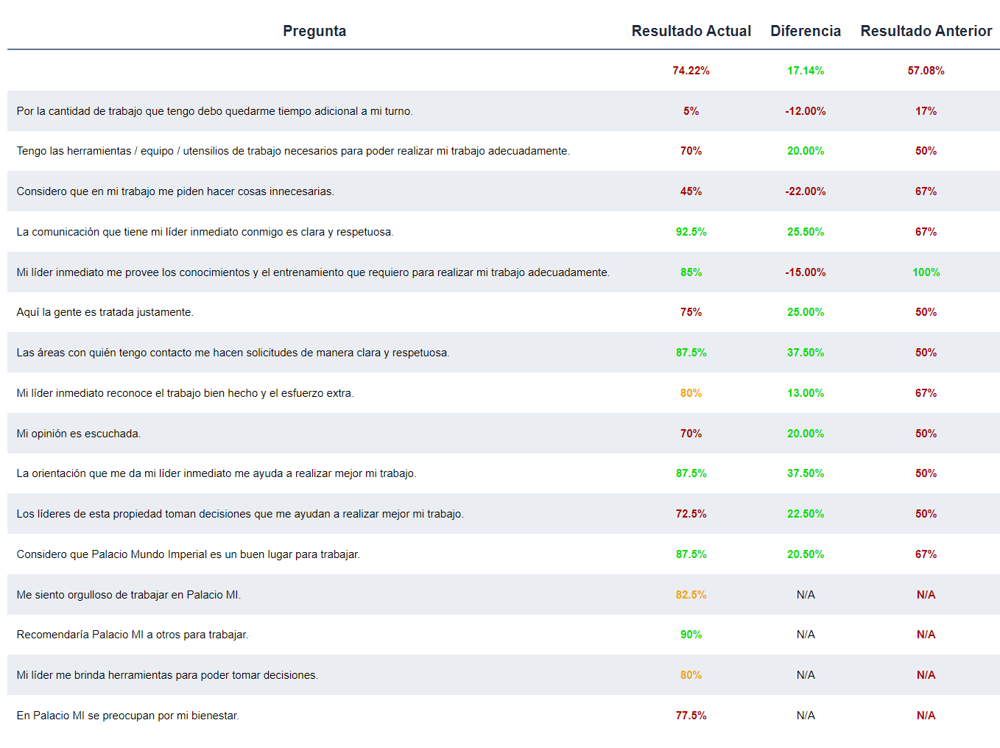 Pregunta Resultado Actual Diferencia Resultado Anterior
74.22% 17.14% 57.08%
Por la cantidad de trabajo que tengo debo quedarme tiempo adicional a mi turno. 5% -12.00% 17%
Tengo las herramientas / equipo / utensilios de trabajo necesarios para poder realizar mi trabajo adecuadamente. 70% 20.00% 50%
Considero que en mi trabajo me piden hacer cosas innecesarias. 45% -22.00% 67%
La comunicación que tiene mi líder inmediato conmigo es clara y respetuosa. 92.5% 25.50% 67%
Mi líder inmediato me provee los conocimientos y el entrenamiento que requiero para realizar mi trabajo adecuadamente. 85% -15.00% 100%
Aquí la gente es tratada justamente. 75% 25.00% 50%
Las áreas con quién tengo contacto me hacen solicitudes de manera clara y respetuosa. 87.5% 37.50% 50%
Mi líder inmediato reconoce el trabajo bien hecho y el esfuerzo extra. 80% 13.00% 67%
Mi opinión es escuchada. 70% 20.00% 50%
La orientación que me da mi líder inmediato me ayuda a realizar mejor mi trabajo. 87.5% 37.50% 50%
Los líderes de esta propiedad toman decisiones que me ayudan a realizar mejor mi trabajo. 72.5% 22.50% 50%
Considero que Palacio Mundo Imperial es un buen lugar para trabajar. 87.5% 20.50% 67%
Me siento orgulloso de trabajar en Palacio MI. 82.5% N/A N/A
Recomendaría Palacio MI a otros para trabajar. 90% N/A N/A
Mi líder me brinda herramientas para poder tomar decisiones. 80% N/A N/A
En Palacio MI se preocupan por mi bienestar. 77.5% N/A N/A